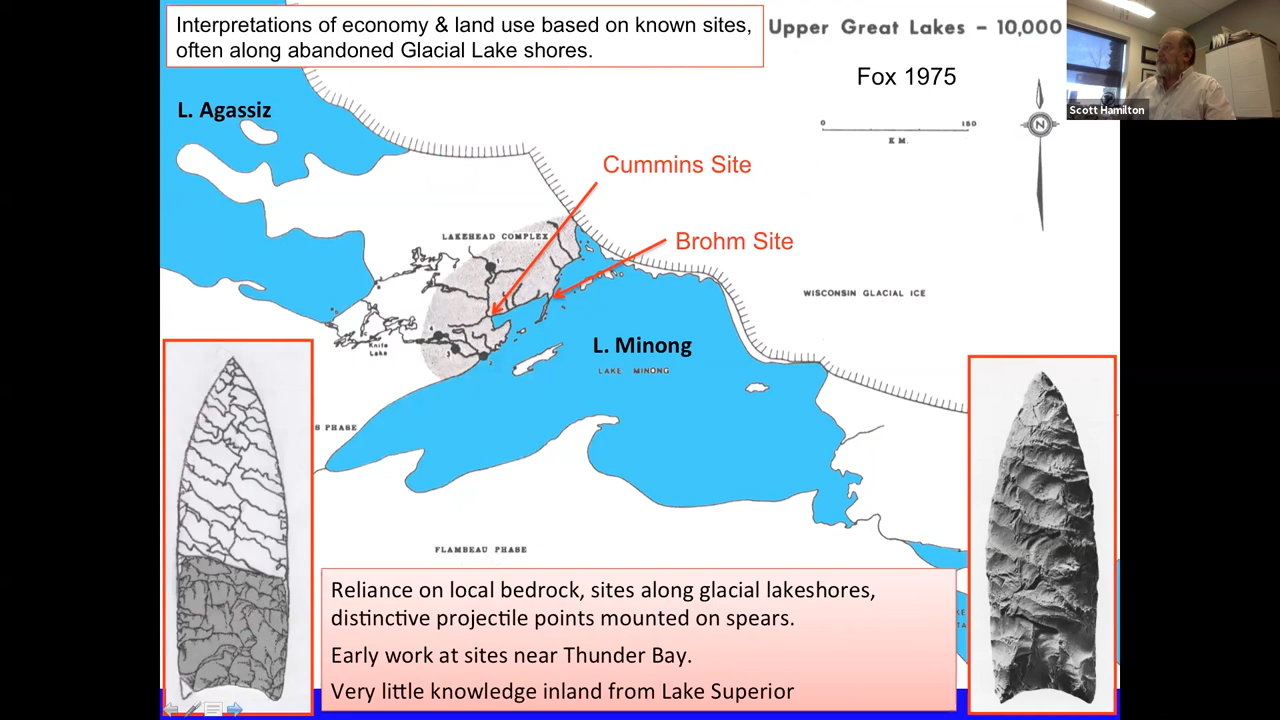 Interpretations of economy & land use based on known sites,
often along abandoned Glacial Lake shores.
Upper Great Lakes – 10,000
Fox 1975
Scott Hamilton
L. Agassiz
0 150
KM.
N
Cummins Site
LAKEHEAD COMPLEX
Brohm Site
WISCONSIN GLACIAL ICE
Knife
Lake
L. Minong
LAKE MINONG
S PHASE
FLAMBEAU PHASE
Reliance on local bedrock, sites along glacial lakeshores,
distinctive projectile points mounted on spears.
Early work at sites near Thunder Bay.
Very little knowledge inland from Lake Superior